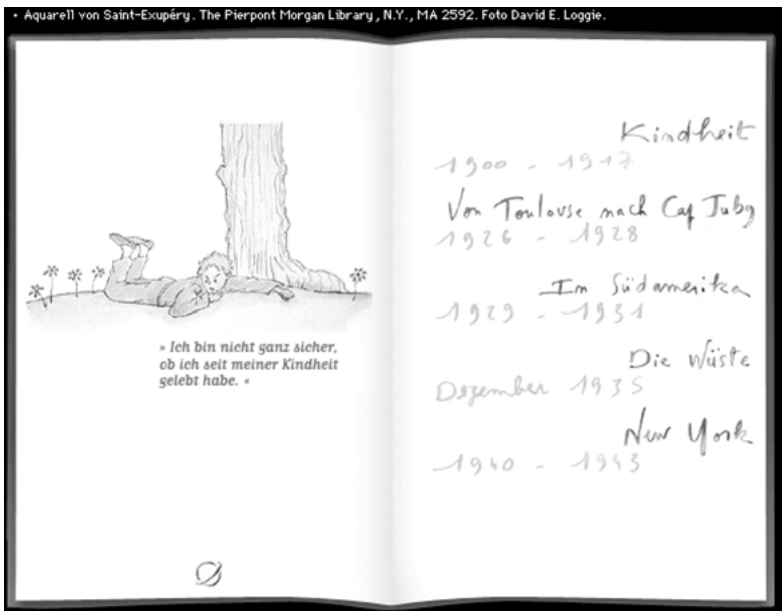 • Aquarell von Saint-Exupéry. The Pierpont Morgan Library, N.Y., MA 2592. Foto David E. Loggie.
» Ich bin nicht ganz sicher,
ob ich seit meiner Kindheit
gelebt habe. «
Kindheit
1900 - 1917
Von Toulouse nach Cap Juby
1926 - 1928
In Südamerika
1929 - 1931
Die Wüste
Dezember 1935
New York
1940 - 1943